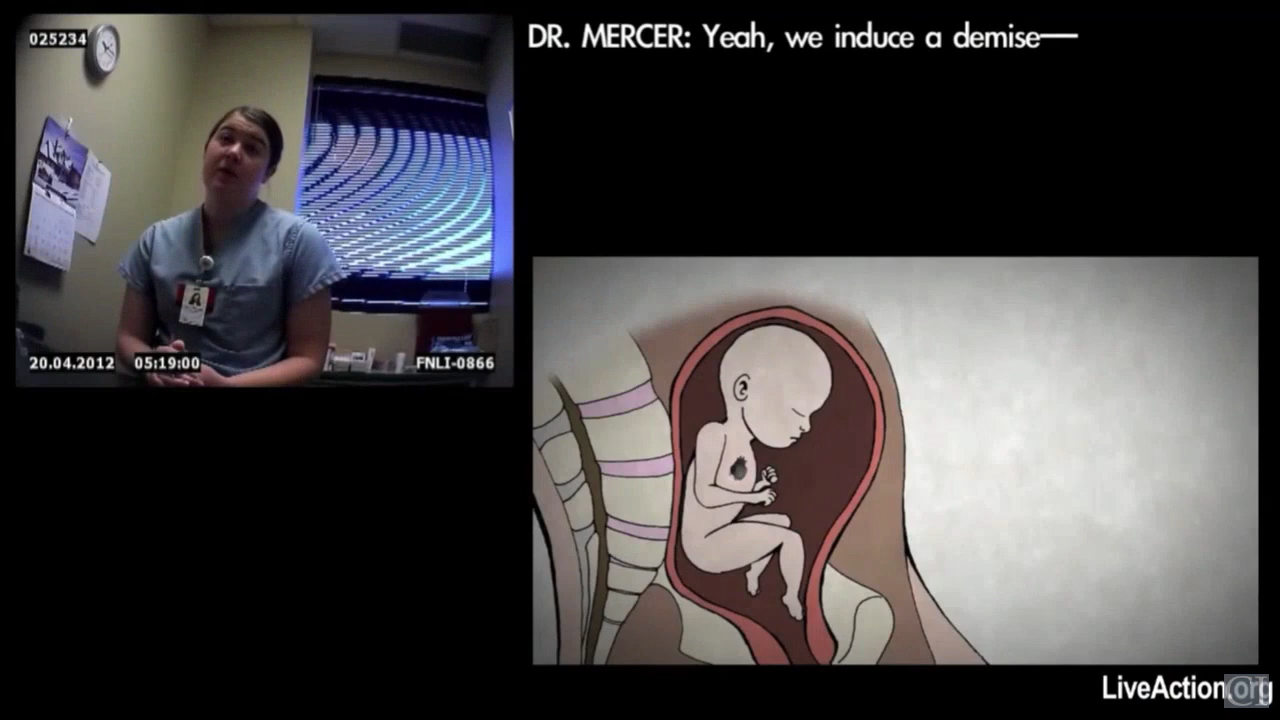 025234
DR. MERCER: Yeah, we induce a demise—
20.04.2012 05:19:00 FNLI-0866
LiveAction.org